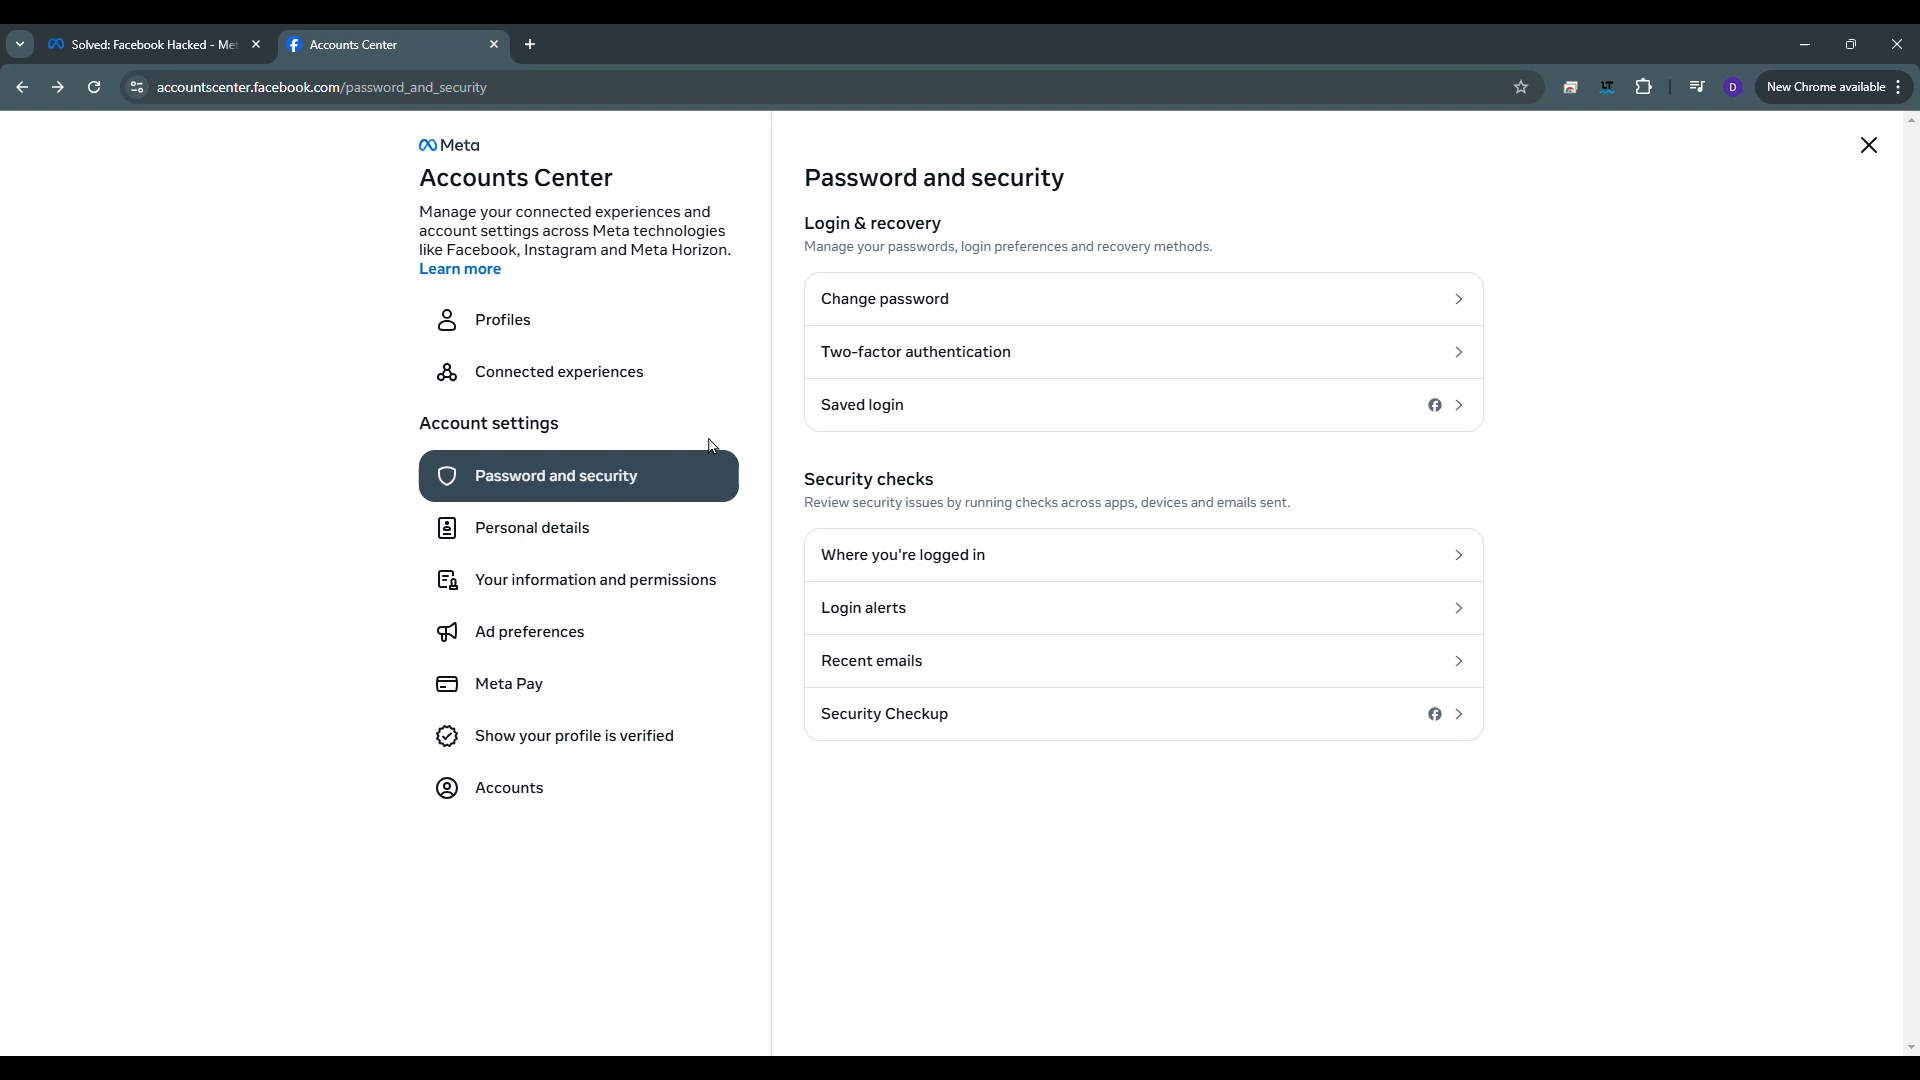 Solved: Facebook Hacked - Me
Accounts Center
accountscenter.facebook.com/password_and_security
LT
D
New Chrome available
Meta
Accounts Center
Manage your connected experiences and
account settings across Meta technologies
like Facebook, Instagram and Meta Horizon.
Learn more
Profiles
Connected experiences
Account settings
Password and security
Personal details
Your information and permissions
Ad preferences
Meta Pay
Show your profile is verified
Accounts
Password and security
Login & recovery
Manage your passwords, login preferences and recovery methods.
Change password
Two-factor authentication
Saved login
Security checks
Review security issues by running checks across apps, devices and emails sent.
Where you're logged in
Login alerts
Recent emails
Security Checkup